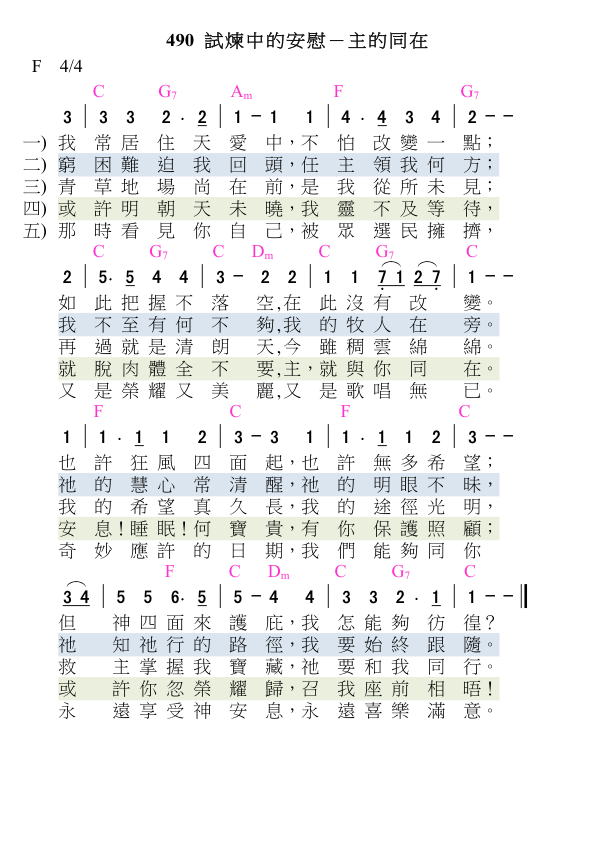 490 試煉中的安慰－主的同在
F 4/4
C G7 Am F G7
3 | 3 3 2 · 2 | 1 – 1 1 | 4 · 4 3 4 | 2 – –
一) 我 常 居 住 天 愛 中，不 怕 改 變 一 點；
二) 窮 困 難 迫 我 回 頭，任 主 領 我 何 方；
三) 青 草 地 場 尚 在 前，是 我 從 所 未 見；
四) 或 許 明 朝 天 未 曉，我 靈 不 及 等 待，
五) 那 時 看 見 你 自 己，被 眾 選 民 擁 擠，
C G7 C Dm C G7 C
2 | 5 · 5 4 4 | 3 – 2 2 | 1 1 7 1 2 7 | 1 – –
如 此 把 握 不 落 空,在 此 沒 有 改 變。
我 不 至 有 何 不 夠,我 的 牧 人 在 旁。
再 過 就 是 清 朗 天,今 雖 稠 雲 綿 綿。
就 脫 肉 體 全 不 要,主，就 與 你 同 在。
又 是 榮 耀 又 美 麗,又 是 歌 唱 無 已。
F C F C
1 | 1 · 1 1 2 | 3 – 3 1 | 1 · 1 1 2 | 3 – –
也 許 狂 風 四 面 起，也 許 無 多 希 望；
祂 的 慧 心 常 清 醒，祂 的 明 眼 不 昧，
我 的 希 望 真 久 長，我 的 途 徑 光 明，
安 息！睡 眠！何 寶 貴，有 你 保 護 照 顧；
奇 妙 應 許 的 日 期，我 們 能 夠 同 你
F C Dm C G7 C
3 4 | 5 5 6 · 5 | 5 – 4 4 | 3 3 2 · 1 | 1 – –
但 神 四 面 來 護 庇，我 怎 能 夠 彷 徨？
祂 知 祂 行 的 路 徑，我 要 始 終 跟 隨。
救 主 掌 握 我 寶 藏，祂 要 和 我 同 行。
或 許 你 忽 榮 耀 歸，召 我 座 前 相 晤！
永 遠 享 受 神 安 息，永 遠 喜 樂 滿 意。